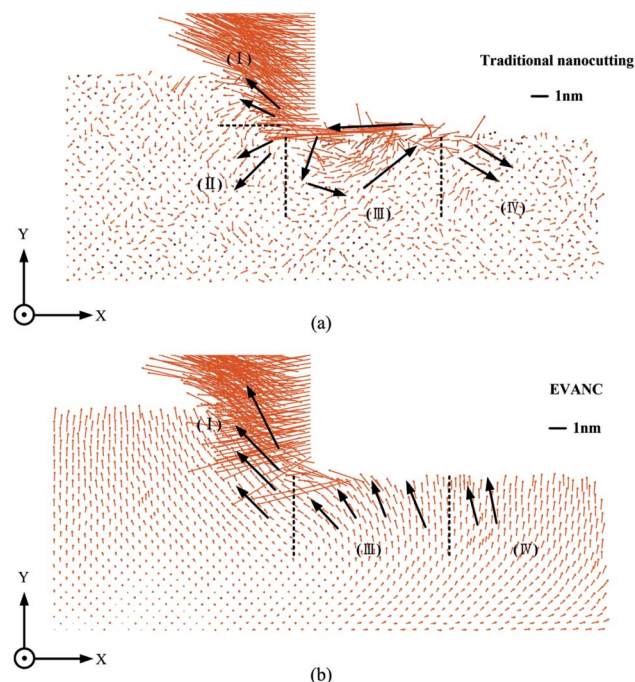 (Ⅰ)
Traditional nanocutting
1nm
(Ⅱ)
(Ⅲ)
(Ⅳ)
Y
X
(a)
EVANC
1nm
(Ⅰ)
(Ⅲ)
(Ⅳ)
Y
X
(b)